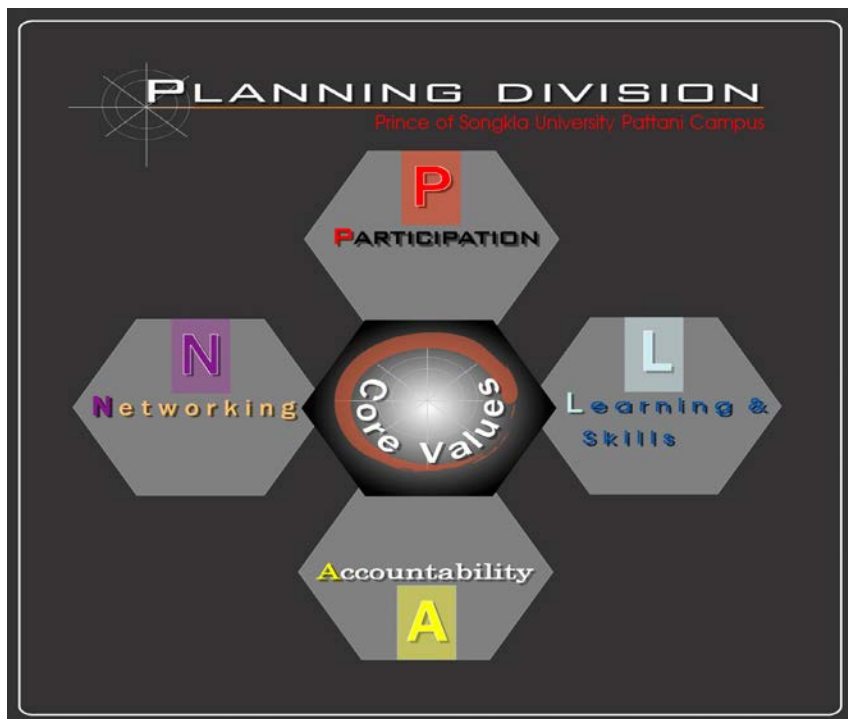 PLANNING DIVISION
Prince of Songkla University Pattani Campus
P
PARTICIPATION
N
Networking
L
Learning &
Skills
Core Values
Accountability
A